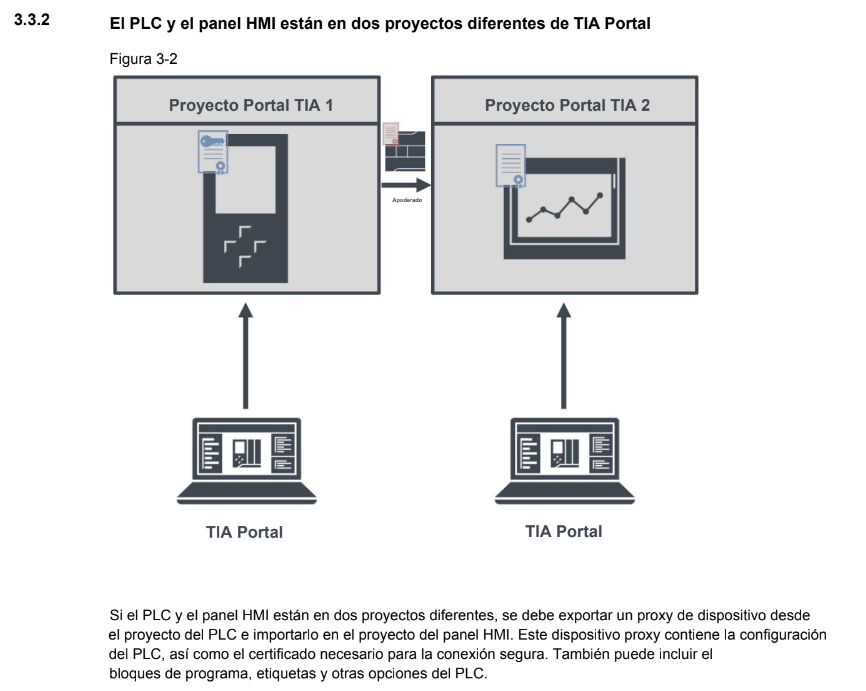 3.3.2 El PLC y el panel HMI están en dos proyectos diferentes de TIA Portal
Figura 3-2
Proyecto Portal TIA 1
Proyecto Portal TIA 2
Apoderado
TIA Portal
TIA Portal
Si el PLC y el panel HMI están en dos proyectos diferentes, se debe exportar un proxy de dispositivo desde
el proyecto del PLC e importarlo en el proyecto del panel HMI. Este dispositivo proxy contiene la configuración
del PLC, así como el certificado necesario para la conexión segura. También puede incluir el
bloques de programa, etiquetas y otras opciones del PLC.